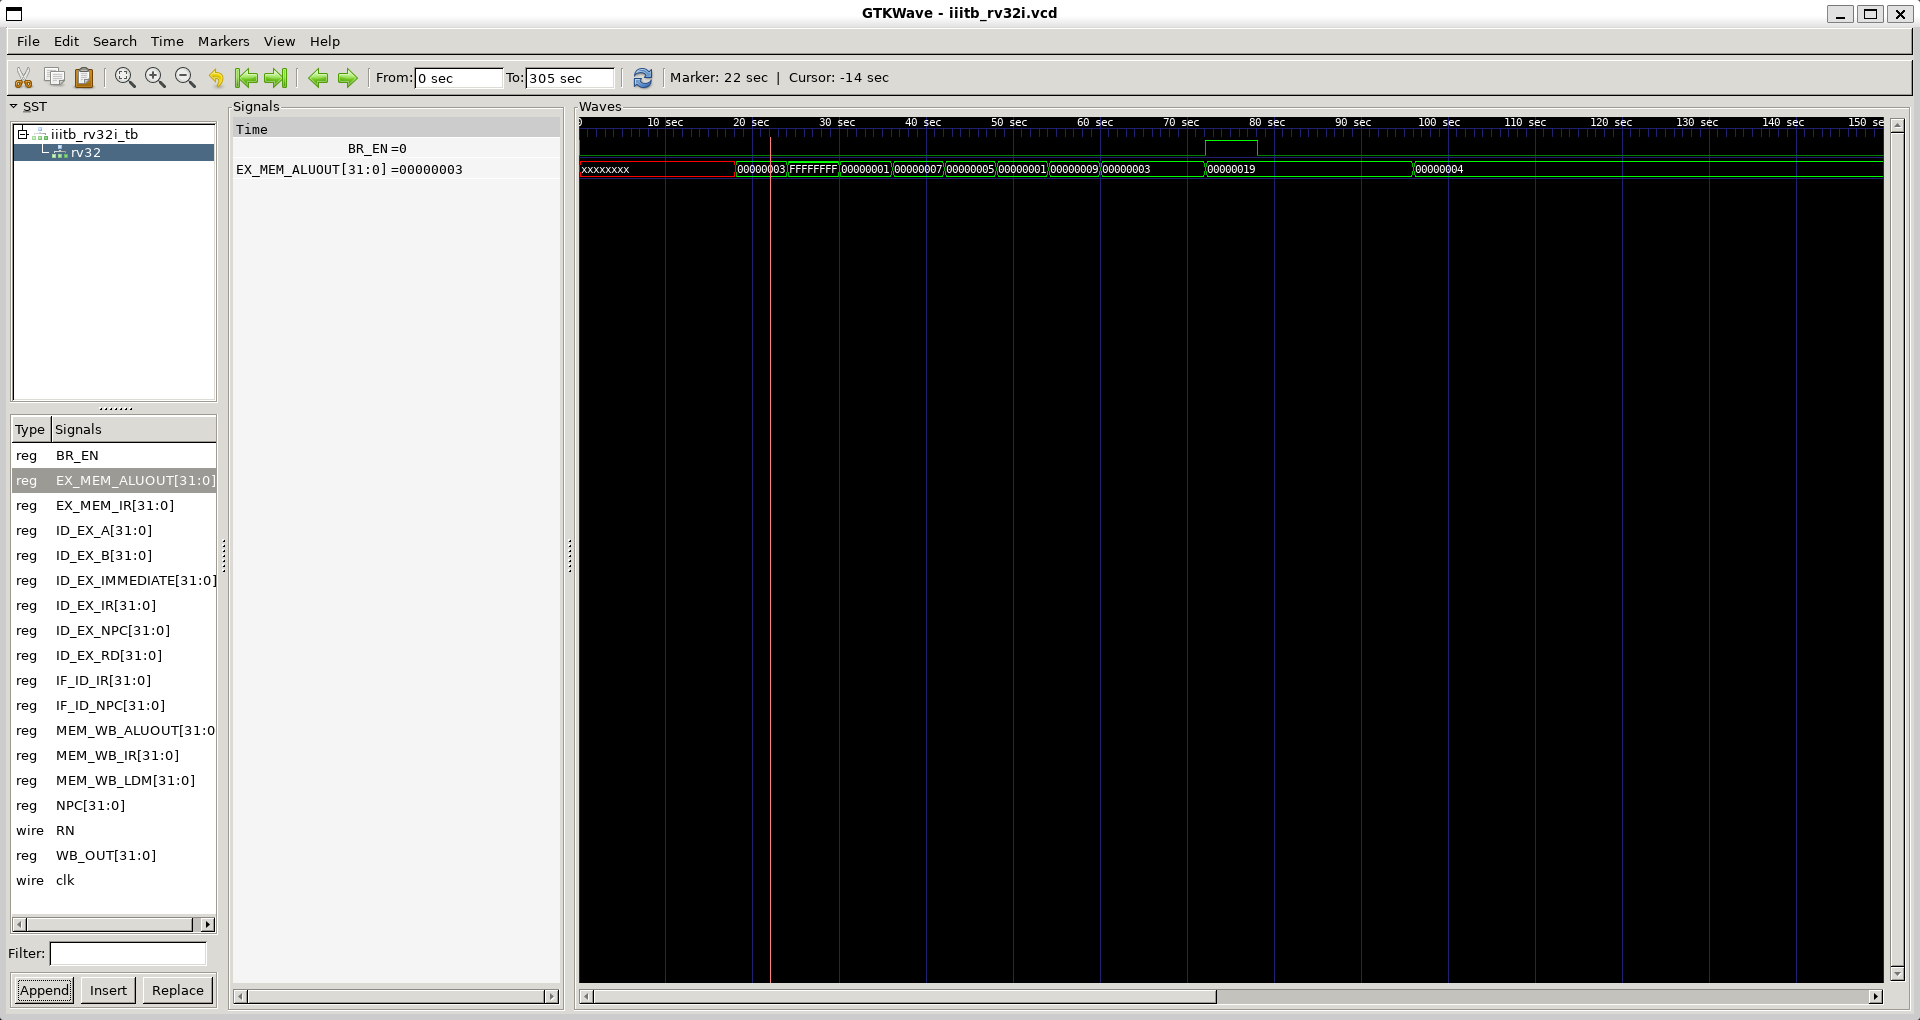 GTKWave - iiitb_rv32i.vcd
File Edit Search Time Markers View Help
From: 0 sec To: 305 sec Marker: 22 sec | Cursor: -14 sec
SST
iiitb_rv32i_tb
rv32
Type Signals
reg BR_EN
reg EX_MEM_ALUOUT[31:0]
reg EX_MEM_IR[31:0]
reg ID_EX_A[31:0]
reg ID_EX_B[31:0]
reg ID_EX_IMMEDIATE[31:0]
reg ID_EX_IR[31:0]
reg ID_EX_NPC[31:0]
reg ID_EX_RD[31:0]
reg IF_ID_IR[31:0]
reg IF_ID_NPC[31:0]
reg MEM_WB_ALUOUT[31:0
reg MEM_WB_IR[31:0]
reg MEM_WB_LDM[31:0]
reg NPC[31:0]
wire RN
reg WB_OUT[31:0]
wire clk
Filter:
Append Insert Replace
Signals
Time
BR_EN =0
EX_MEM_ALUOUT[31:0] =00000003
Waves
0 10 sec 20 sec 30 sec 40 sec 50 sec 60 sec 70 sec 80 sec 90 sec 100 sec 110 sec 120 sec 130 sec 140 sec 150 se
xxxxxxxx 00000003 FFFFFFFF 00000001 00000007 00000005 00000001 00000009 00000003 00000019 00000004